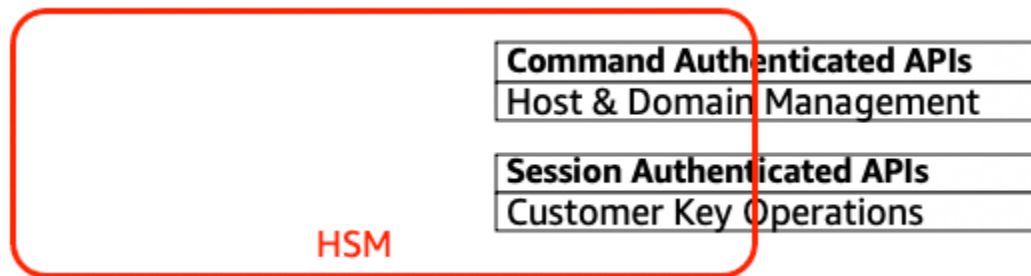 Command Authenticated APIs
Host & Domain Management
Session Authenticated APIs
Customer Key Operations
HSM